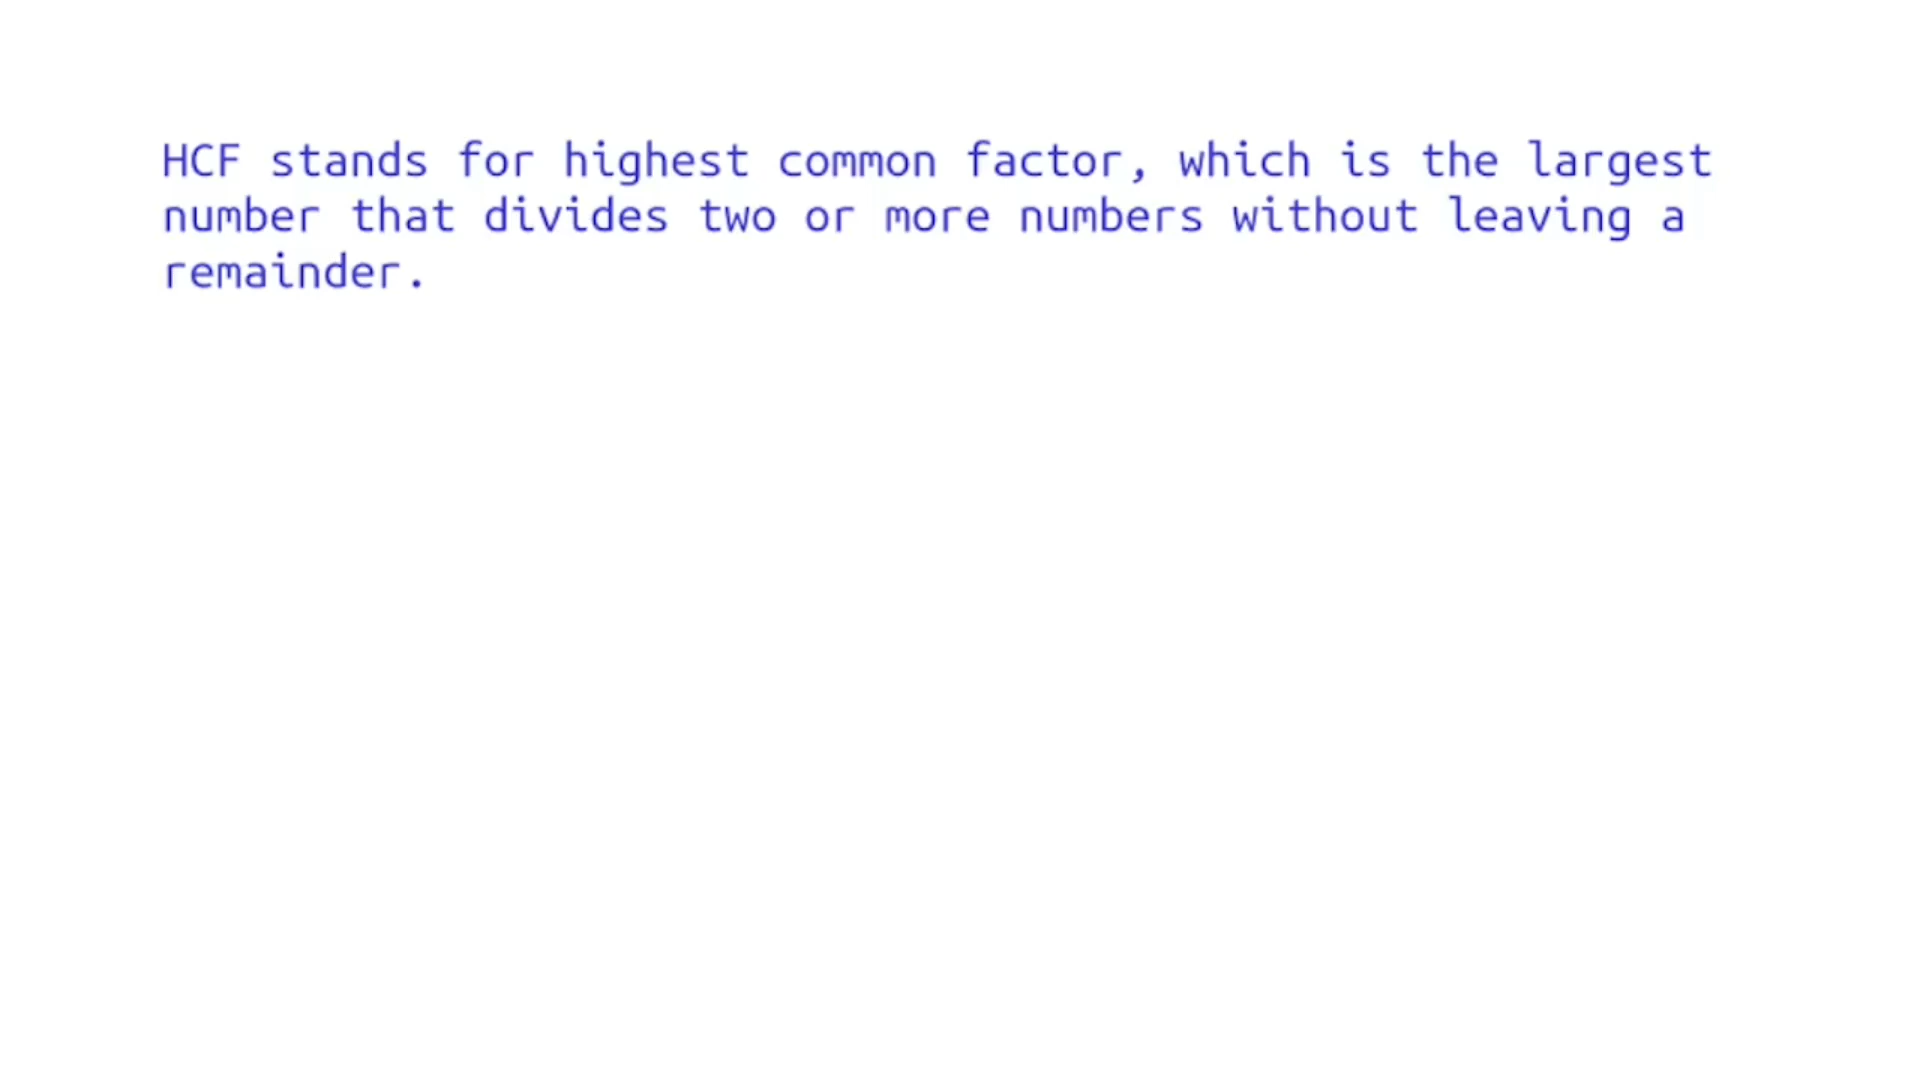 HCF stands for highest common factor, which is the largest
number that divides two or more numbers without leaving a
remainder.